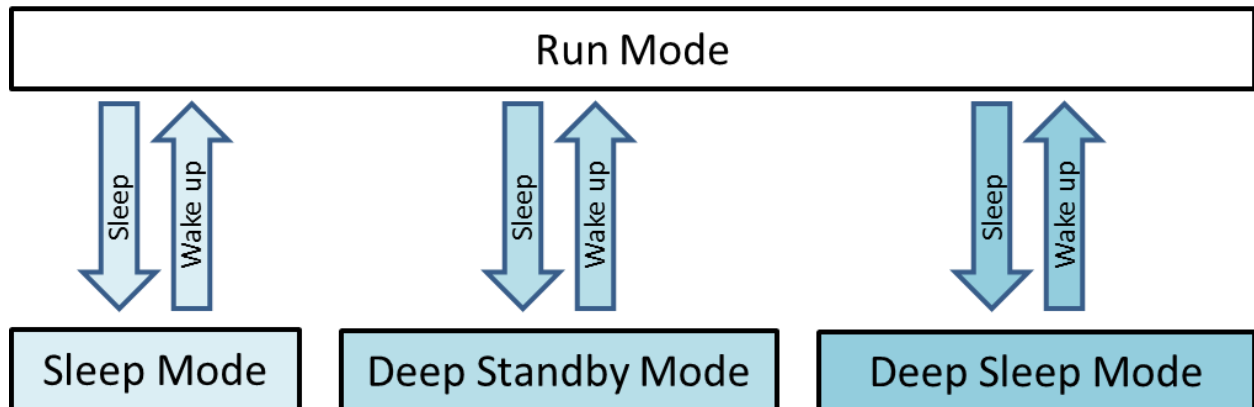 Run Mode
Sleep
Wake up
Sleep
Wake up
Sleep
Wake up
Sleep Mode
Deep Standby Mode
Deep Sleep Mode